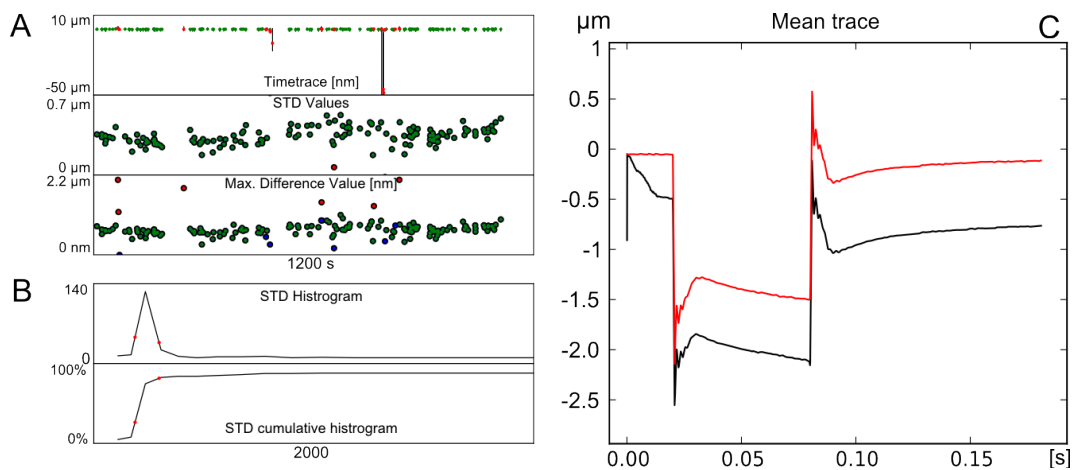 A
10 µm
-50 µm
Timetrace [nm]
0.7 µm
STD Values
0 µm
2.2 µm
Max. Difference Value [nm]
0 nm
1200 s
B
140
STD Histrogram
0
100%
0%
STD cumulative histrogram
2000
µm
Mean trace
C
1
0.5
0
-0.5
-1
-1.5
-2.0
-2.5
0.00
0.05
0.10
0.15
[s]